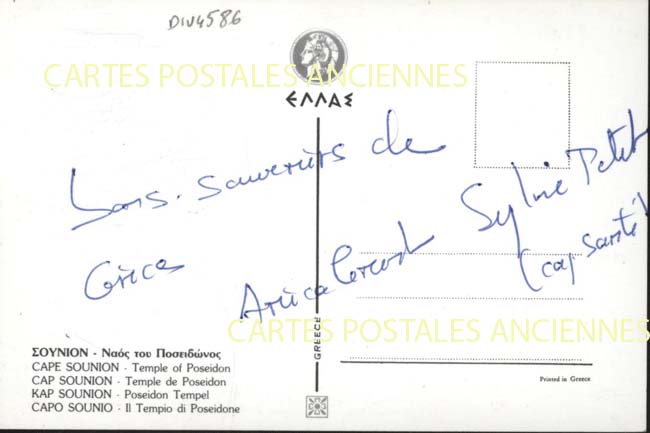 DIV4586
CARTES POSTALES ANCIENNES
ΕΛΛΑΣ
Bons souvenirs de
Grèce
Sylvie
(cap santé)
CARTES POSTALES ANCIENNES
GREECE
ΣΟΥΝΙΟΝ - Ναός του Ποσειδώνος
CAPE SOUNION - Temple of Poseidon
CAP SOUNION - Temple de Poseidon
KAP SOUNION - Poseidon Tempel
CAPO SOUNIO : Il Tempio di Poseidone
Printed in Greece